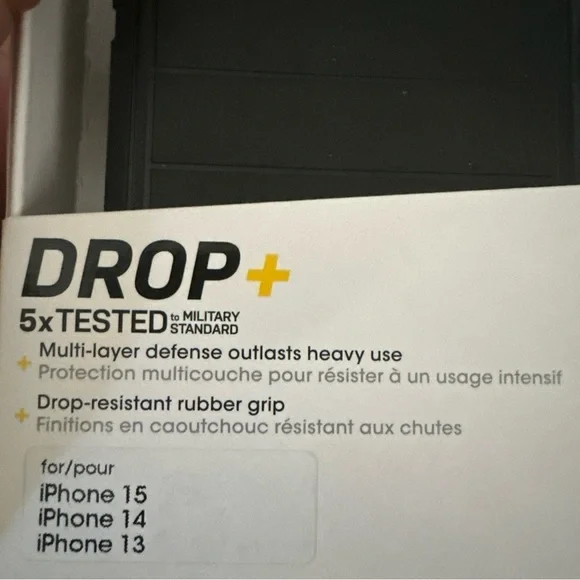 DROP+
5xTESTED to MILITARY STANDARD
+ Multi-layer defense outlasts heavy use
Protection multicouche pour résister à un usage intensif
+ Drop-resistant rubber grip
Finitions en caoutchouc résistant aux chutes
for/pour
iPhone 15
iPhone 14
iPhone 13